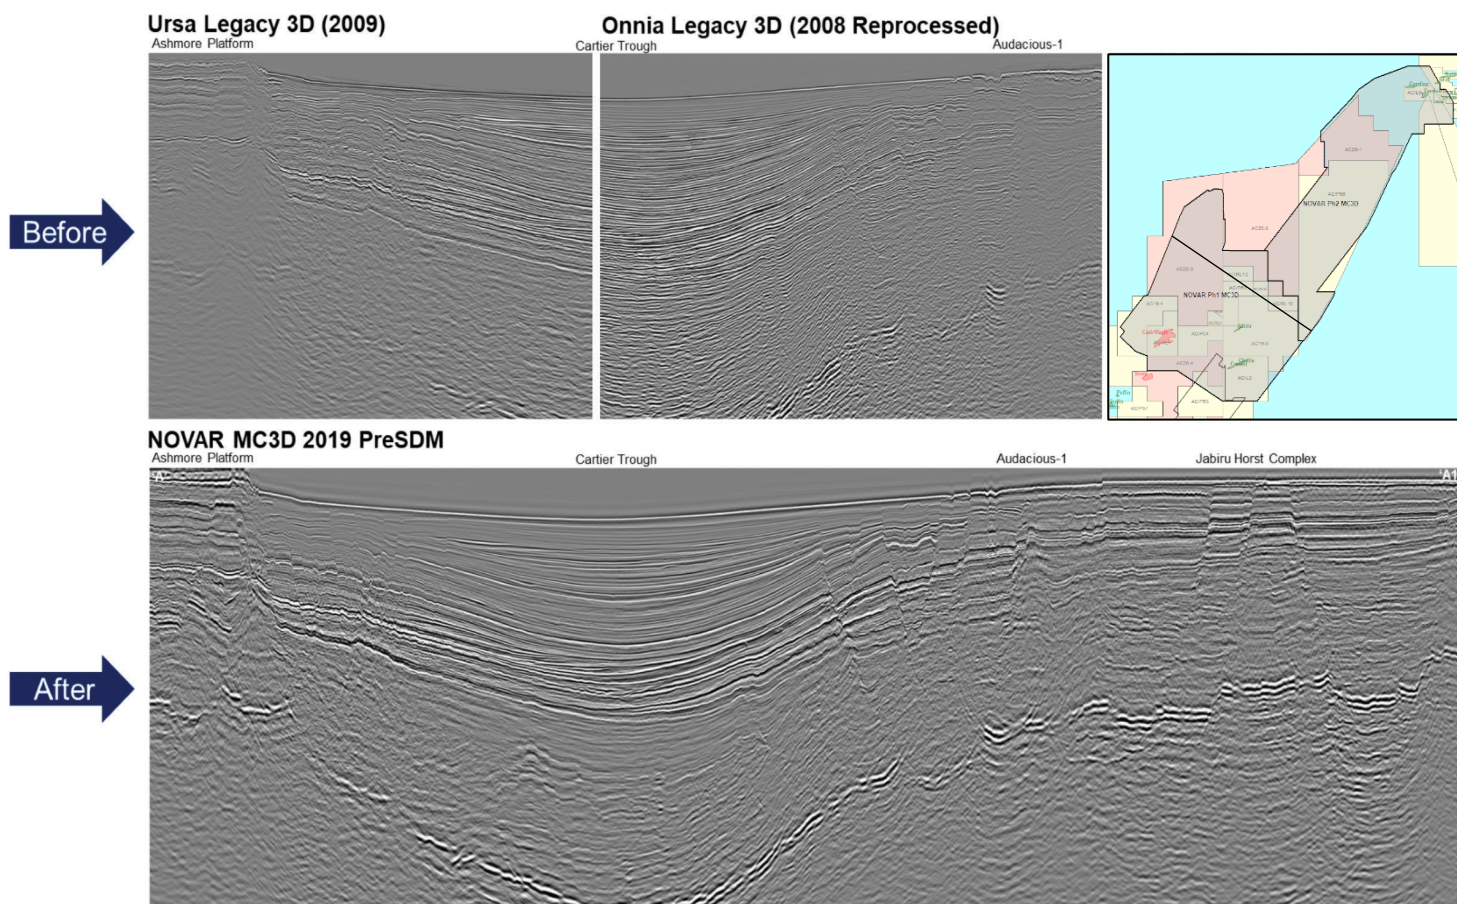 Ursa Legacy 3D (2009)
Onnia Legacy 3D (2008 Reprocessed)
Ashmore Platform
Cartier Trough
Audacious-1
Before
NOVAR Ph2 MC3D
NOVAR Ph1 MC3D
NOVAR MC3D 2019 PreSDM
Ashmore Platform
Cartier Trough
Audacious-1
Jabiru Horst Complex
'A'
'A1
After